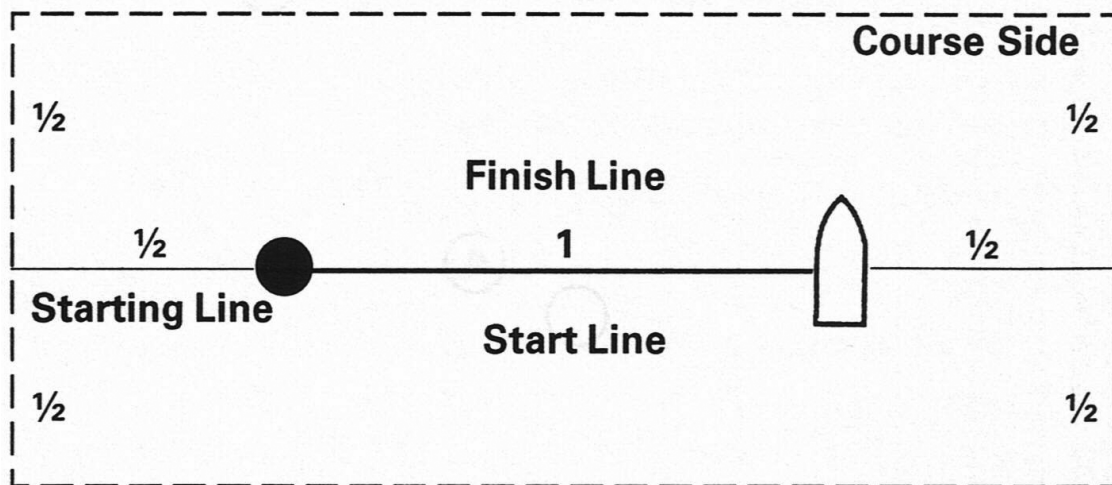 Course Side
½ ½
Finish Line
½ 1 ½
Starting Line
Start Line
½ ½